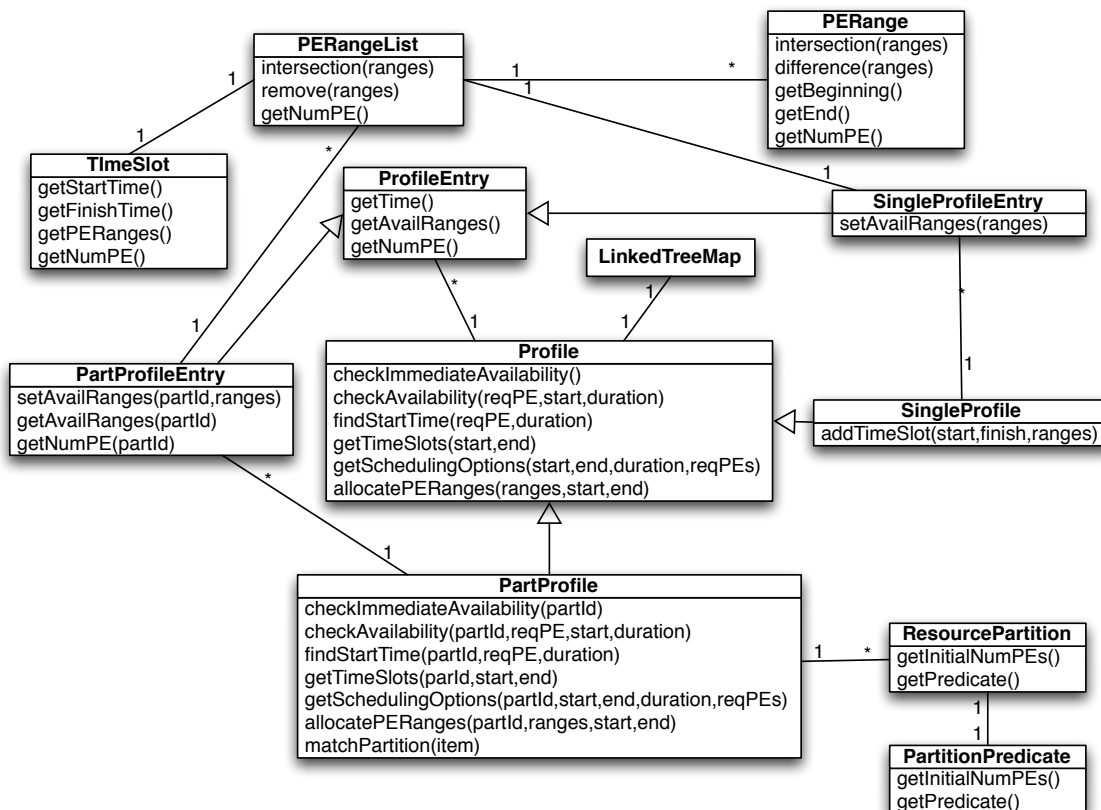 PERangeList
intersection(ranges)
remove(ranges)
getNumPE()
PERange
intersection(ranges)
difference(ranges)
getBeginning()
getEnd()
getNumPE()
1
*
1
1
1
1
*
TImeSlot
getStartTime()
getFinishTime()
getPERanges()
getNumPE()
ProfileEntry
getTime()
getAvailRanges()
getNumPE()
SingleProfileEntry
setAvailRanges(ranges)
LinkedTreeMap
*
1
1
1
1
*
1
Profile
checkImmediateAvailability()
checkAvailability(reqPE,start,duration)
findStartTime(reqPE,duration)
getTimeSlots(start,end)
getSchedulingOptions(start,end,duration,reqPEs)
allocatePERanges(ranges,start,end)
PartProfileEntry
setAvailRanges(partId,ranges)
getAvailRanges(partId)
getNumPE(partId)
SingleProfile
addTimeSlot(start,finish,ranges)
*
1
PartProfile
checkImmediateAvailability(partId)
checkAvailability(partId,reqPE,start,duration)
findStartTime(partId,reqPE,duration)
getTimeSlots(parId,start,end)
getSchedulingOptions(partId,start,end,duration,reqPEs)
allocatePERanges(partId,ranges,start,end)
matchPartition(item)
1
*
ResourcePartition
getInitialNumPEs()
getPredicate()
1
1
PartitionPredicate
getInitialNumPEs()
getPredicate()